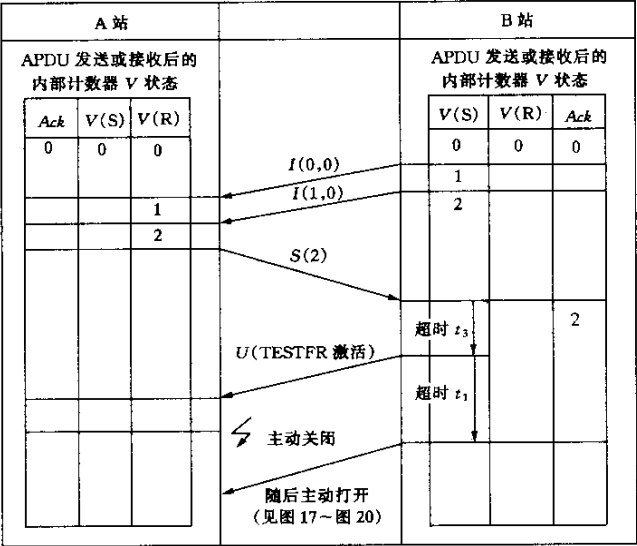 A 站
B 站
APDU 发送或接收后的
内部计数器 V 状态
APDU 发送或接收后的
内部计数器 V 状态
Ack V(S) V(R)
V(S) V(R) Ack
0 0 0
0 0 0
I(0,0)
1
I(1,0)
1
2
2
S(2)
超时 t₃
2
U(TESTFR 激活)
超时 t₁
主动关闭
随后主动打开
(见图 17~图 20)